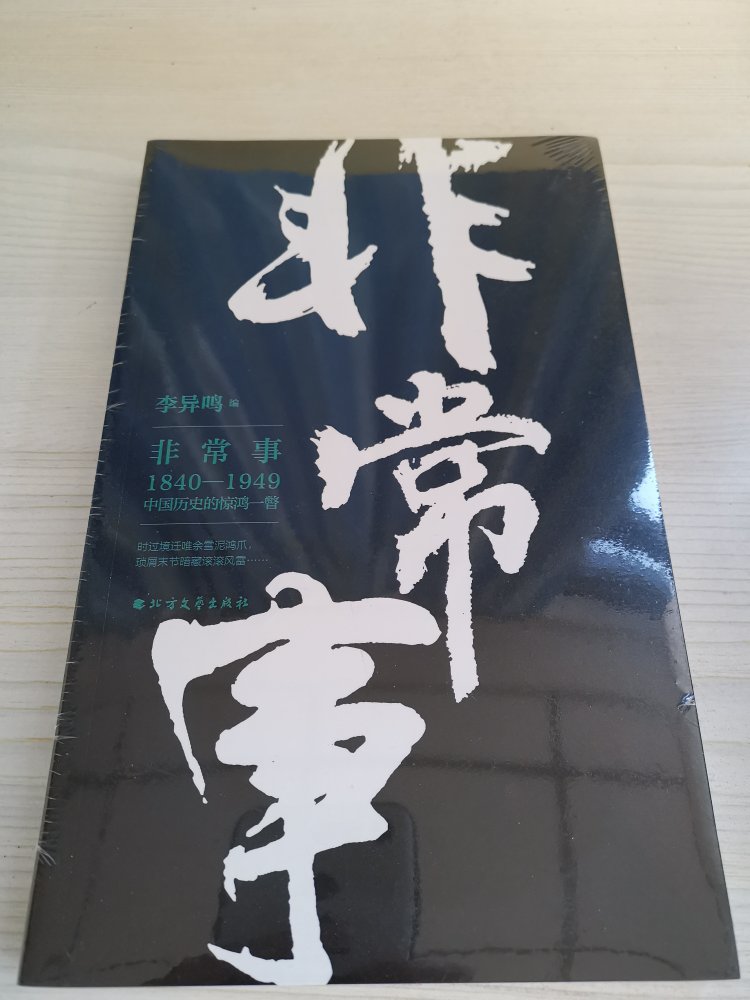 非常事
李异鸣 编
非常事
1840—1949
中国历史的惊鸿一瞥
时过境迁唯余雪泥鸿爪，
琐屑末节暗藏滚滚风雷……
北方文艺出版社